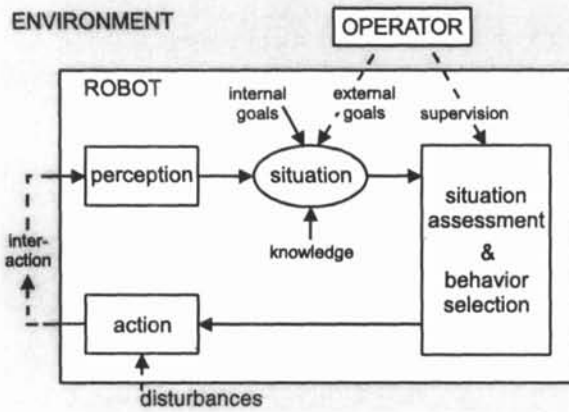 ENVIRONMENT
OPERATOR
ROBOT
internal
goals
external
goals
supervision
perception
situation
situation
assessment
&
behavior
selection
inter-
action
knowledge
action
disturbances